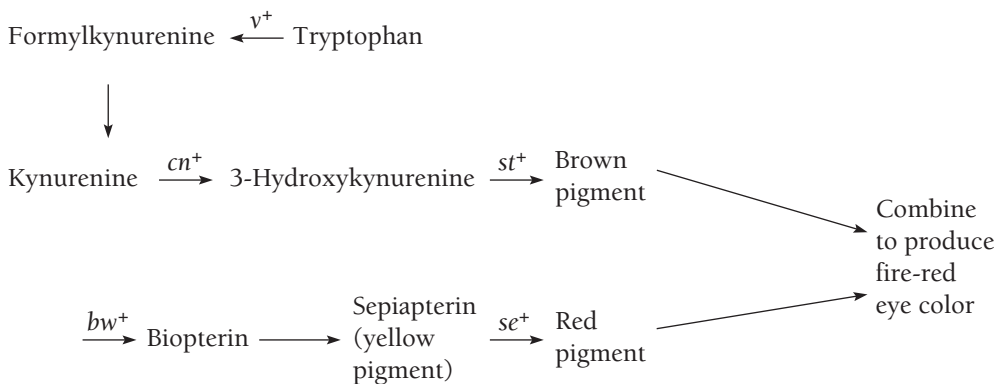 v+
Formylkynurenine Tryptophan
cn+ st+
Kynurenine 3-Hydroxykynurenine Brown
pigment
Combine
to produce
fire-red
eye color
bw+ se+
Biopterin Sepiapterin
(yellow
pigment)
Red
pigment